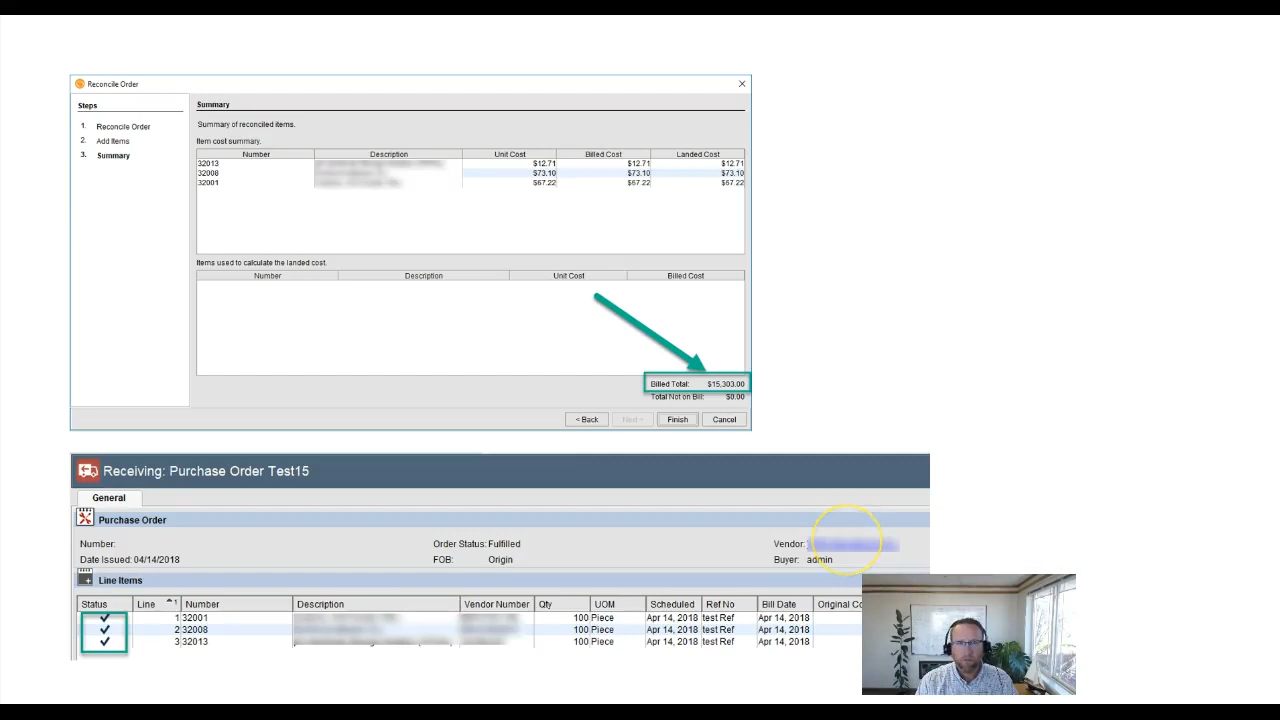 Reconcile Order
Steps
1. Reconcile Order
2. Add Items
3. Summary
Summary
Summary of reconciled items.
Item cost summary.
Number Description Unit Cost Billed Cost Landed Cost
32013 $12.71 $12.71 $12.71
32008 $73.10 $73.10 $73.10
32001 $67.22 $67.22 $67.22
Items used to calculate the landed cost.
Number Description Unit Cost Billed Cost
Billed Total: $15,303.00
Total Not on Bill: $0.00
< Back Next > Finish Cancel
Receiving: Purchase Order Test15
General
Purchase Order
Number: Order Status: Fulfilled Vendor:
Date Issued: 04/14/2018 FOB: Origin Buyer: admin
Line Items
Status Line 1 Number Description Vendor Number Qty UOM Scheduled Ref No Bill Date Original Co
1 32001 100 Piece Apr 14, 2018 test Ref Apr 14, 2018
2 32008 100 Piece Apr 14, 2018 test Ref Apr 14, 2018
3 32013 100 Piece Apr 14, 2018 test Ref Apr 14, 2018